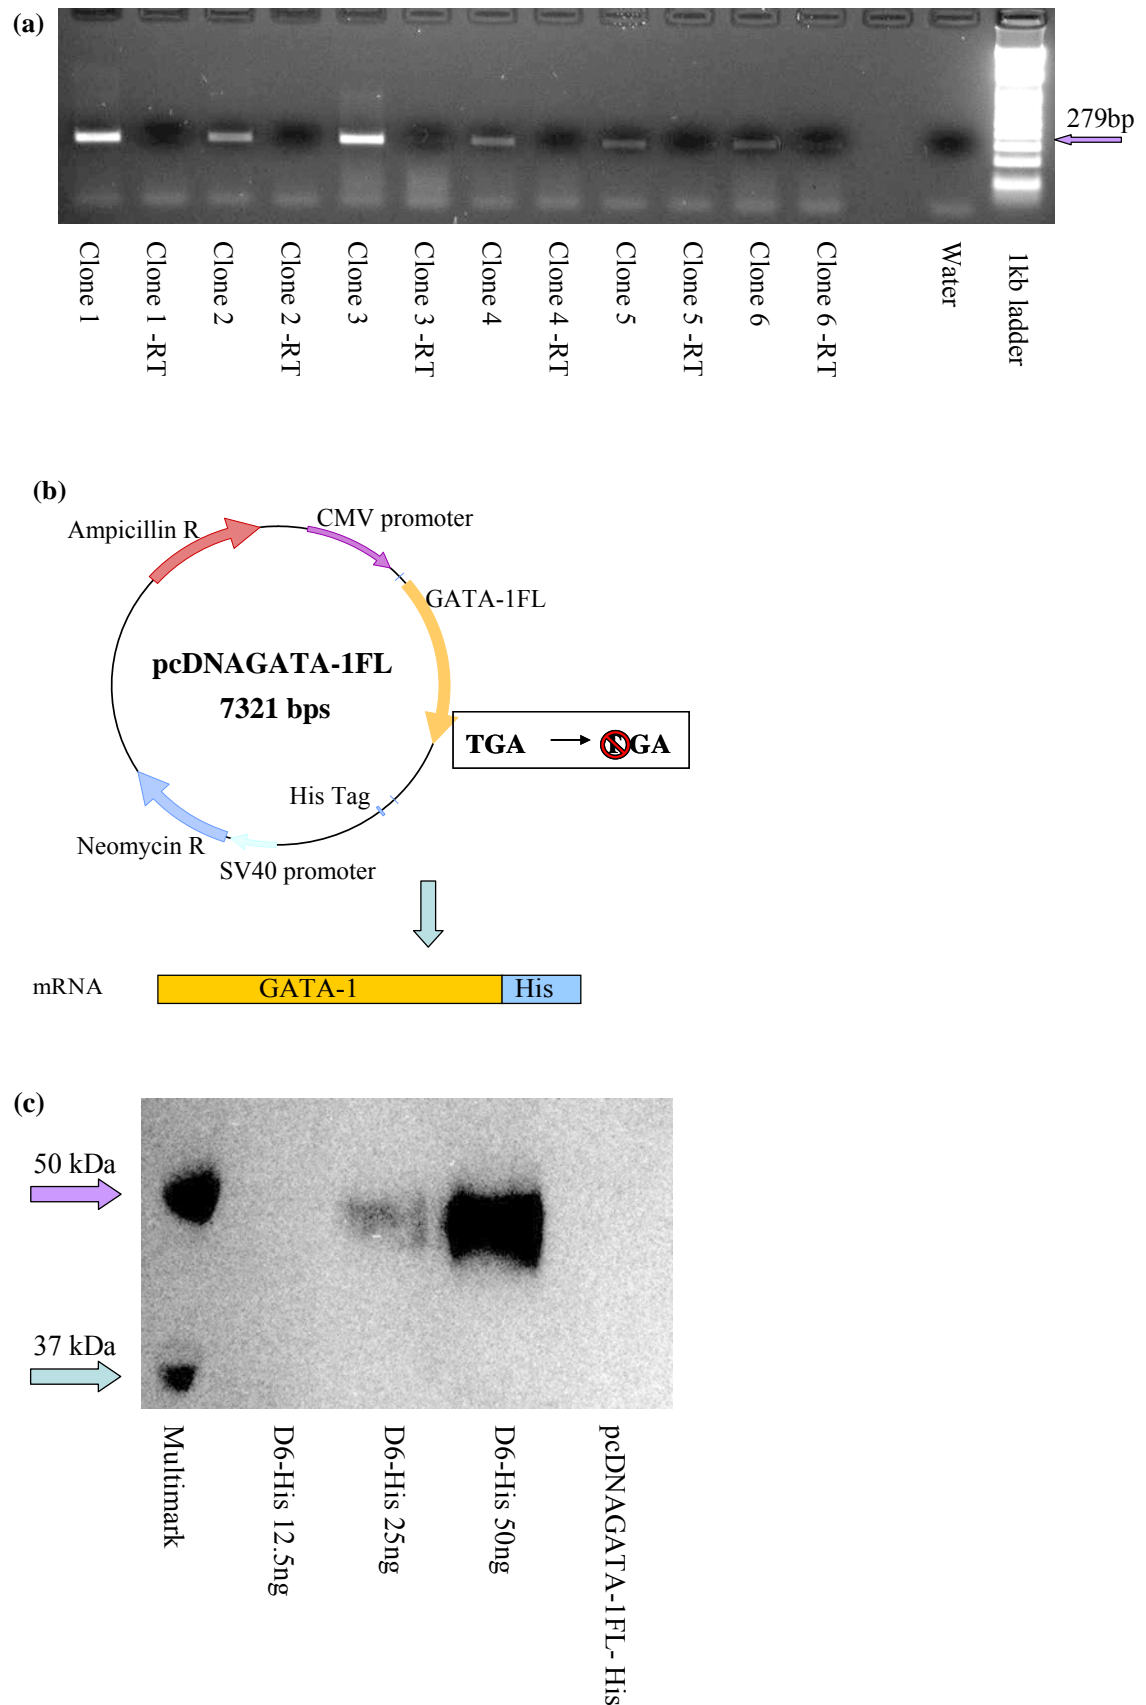 (a)
279bp
Clone 1
Clone 1 -RT
Clone 2
Clone 2 -RT
Clone 3
Clone 3 -RT
Clone 4
Clone 4 -RT
Clone 5
Clone 5 -RT
Clone 6
Clone 6 -RT
Water
1kb ladder
(b)
Ampicillin R
CMV promoter
GATA-1FL
pcDNAGATA-1FL
7321 bps
TGA
TGA
His Tag
Neomycin R
SV40 promoter
mRNA
GATA-1
His
(c)
50 kDa
37 kDa
Multimark
D6-His 12.5ng
D6-His 25ng
D6-His 50ng
pcDNAGATA-1FL- His